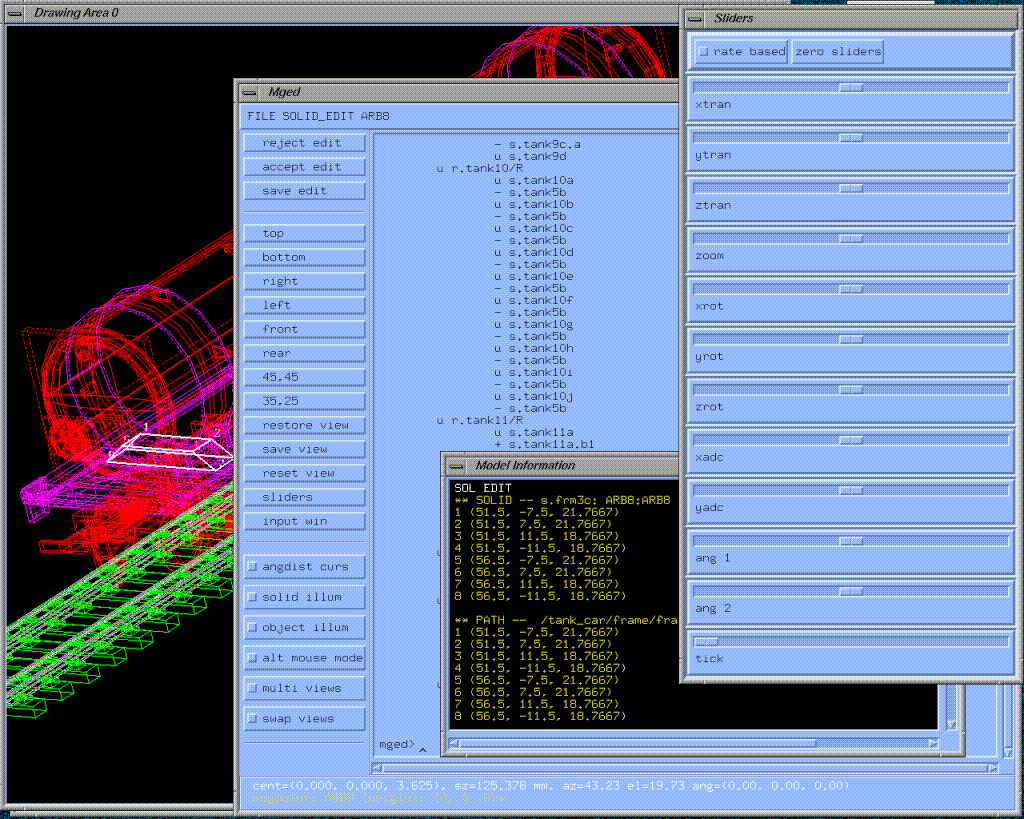 Drawing Area 0
Mged
FILE SOLID_EDIT ARB8
reject edit
accept edit
save edit
top
bottom
right
left
front
rear
45,45
35,25
restore view
save view
reset view
sliders
input win
angdist curs
solid illum
object illum
alt mouse mode
multi views
swap views
- s.tank9c.a
u s.tank9d
u r.tank10/R
u s.tank10a
- s.tank5b
u s.tank10b
- s.tank5b
u s.tank10c
- s.tank5b
u s.tank10d
- s.tank5b
u s.tank10e
- s.tank5b
u s.tank10f
- s.tank5b
u s.tank10g
- s.tank5b
u s.tank10h
- s.tank5b
u s.tank10i
- s.tank5b
u s.tank10j
- s.tank5b
u r.tank11/R
u s.tank11a
+ s.tank11a.b1
mged>
cent=(0.000, 0.000, 3.625), sz=125.378 mm, az=43.23 el=19.73 ang=(0.00, 0.00, 0.00)
Model Information
SOL EDIT
** SOLID -- s.frm3c: ARB8:ARB8
1 (51.5, -7.5, 21.7667)
2 (51.5, 7.5, 21.7667)
3 (51.5, 11.5, 18.7667)
4 (51.5, -11.5, 18.7667)
5 (56.5, -7.5, 21.7667)
6 (56.5, 7.5, 21.7667)
7 (56.5, 11.5, 18.7667)
8 (56.5, -11.5, 18.7667)
** PATH -- /tank_car/frame/fra
1 (51.5, -7.5, 21.7667)
2 (51.5, 7.5, 21.7667)
3 (51.5, 11.5, 18.7667)
4 (51.5, -11.5, 18.7667)
5 (56.5, -7.5, 21.7667)
6 (56.5, 7.5, 21.7667)
7 (56.5, 11.5, 18.7667)
8 (56.5, -11.5, 18.7667)
Sliders
rate based zero sliders
xtran
ytran
ztran
zoom
xrot
yrot
zrot
xadc
yadc
ang 1
ang 2
tick